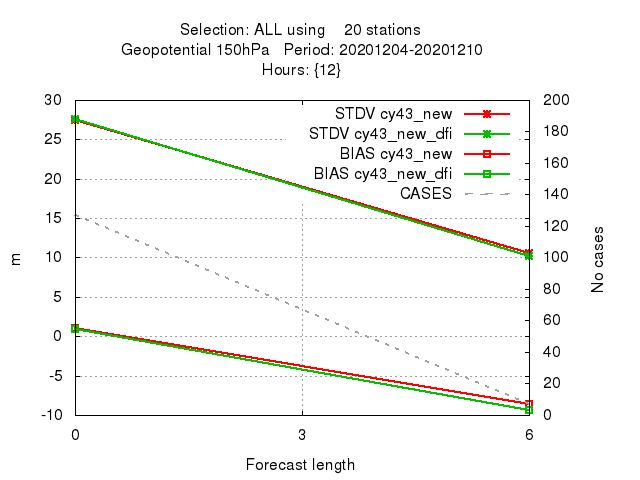 Selection: ALL using    20 stations
Geopotential 150hPa   Period: 20201204-20201210
Hours: {12}
30
25
20
15
10
5
0
-5
-10
m
200
180
160
140
120
100
80
60
40
20
0
No cases
STDV cy43_new
STDV cy43_new_dfi
BIAS cy43_new
BIAS cy43_new_dfi
CASES
0
3
6
Forecast length